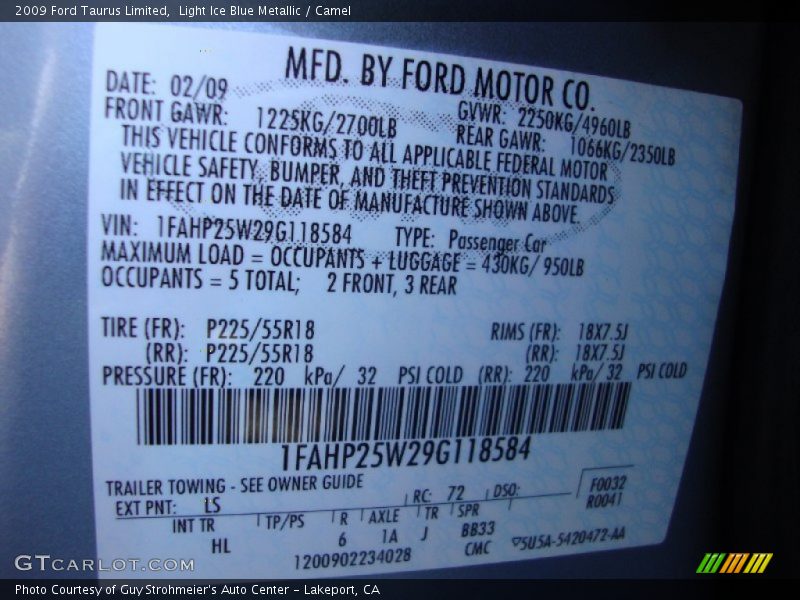 2009 Ford Taurus Limited,  Light Ice Blue Metallic / Camel
MFD. BY FORD MOTOR CO.
DATE: 02/09 GVWR: 2250KG/4960LB
FRONT GAWR: 1225KG/2700LB REAR GAWR: 1066KG/2350LB
THIS VEHICLE CONFORMS TO ALL APPLICABLE FEDERAL MOTOR
VEHICLE SAFETY, BUMPER, AND THEFT PREVENTION STANDARDS
IN EFFECT ON THE DATE OF MANUFACTURE SHOWN ABOVE.
VIN: 1FAHP25W29G118584 TYPE: Passenger Car
MAXIMUM LOAD = OCCUPANTS + LUGGAGE = 430KG/ 950LB
OCCUPANTS = 5 TOTAL; 2 FRONT, 3 REAR
TIRE (FR): P225/55R18 RIMS (FR): 18X7.5J
(RR): P225/55R18 (RR): 18X7.5J
PRESSURE (FR): 220 kPa/ 32 PSI COLD (RR): 220 kPa/ 32 PSI COLD
1FAHP25W29G118584
TRAILER TOWING - SEE OWNER GUIDE
EXT PNT: LS RC: 72 DSO: F0032
R0041
INT TR TP/PS R AXLE TR SPR
HL 6 1A J BB33
1200902234028 CMC ▽5U5A-5420472-AA
GTCARLOT.COM
Photo Courtesy of Guy Strohmeier's Auto Center – Lakeport, CA